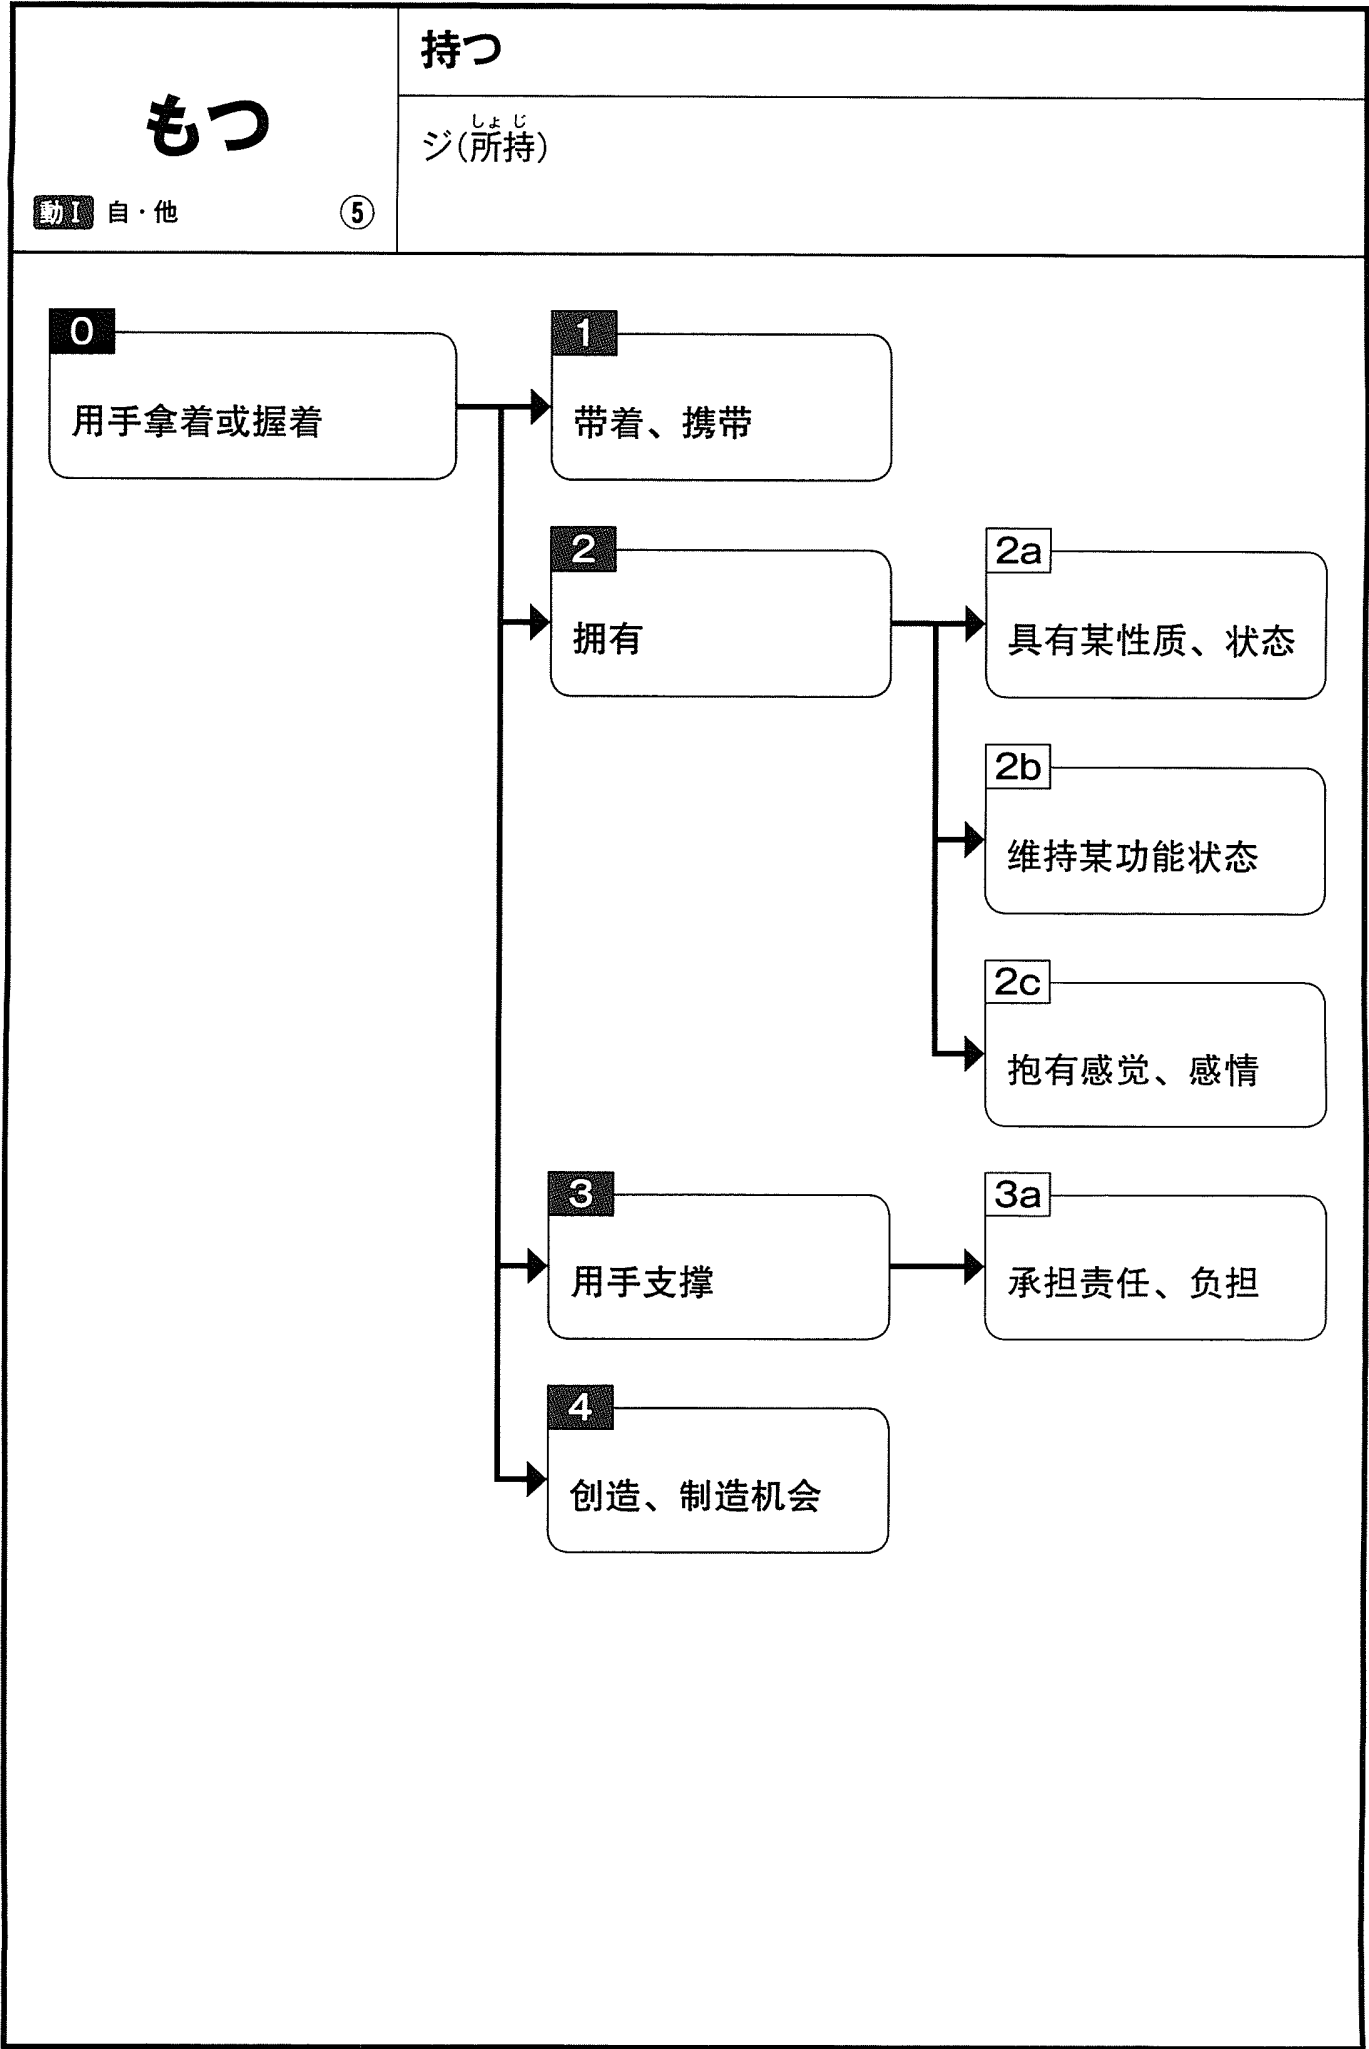 もつ
動I 自・他 ⑤
持つ
しょ じ
ジ(所持)
0
用手拿着或握着
1
带着、携带
2
拥有
2a
具有某性质、状态
2b
维持某功能状态
2c
抱有感觉、感情
3
用手支撑
3a
承担责任、负担
4
创造、制造机会